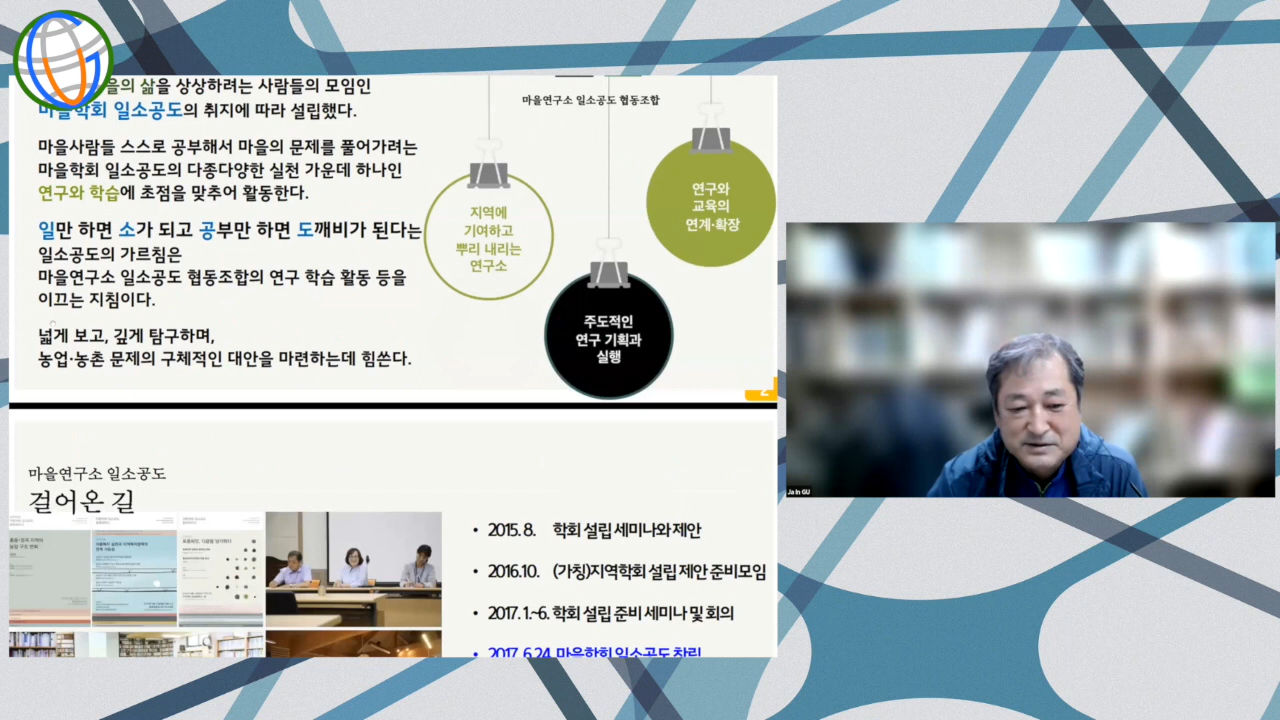 을의 삶을 상상하려는 사람들의 모임인
마을학회 일소공도의 취지에 따라 설립했다.
마을사람들 스스로 공부해서 마을의 문제를 풀어가려는
마을학회 일소공도의 다종다양한 실천 가운데 하나인
연구와 학습에 초점을 맞추어 활동한다.
일만 하면 소가 되고 공부만 하면 도깨비가 된다는
일소공도의 가르침은
마을연구소 일소공도 협동조합의 연구 학습 활동 등을
이끄는 지침이다.
넓게 보고, 깊게 탐구하며,
농업·농촌 문제의 구체적인 대안을 마련하는데 힘쓴다.
마을연구소 일소공도 협동조합
지역에
기여하고
뿌리 내리는
연구소
주도적인
연구 기획과
실행
연구와
교육의
연계·확장
2
마을연구소 일소공도
걸어온 길
• 2015. 8. 학회 설립 세미나와 제안
• 2016.10. (가칭)지역학회 설립 제안 준비모임
• 2017. 1.~6. 학회 설립 준비 세미나 및 회의
• 2017. 6.24. 마을학회 일소공도 창립
Ja In GU